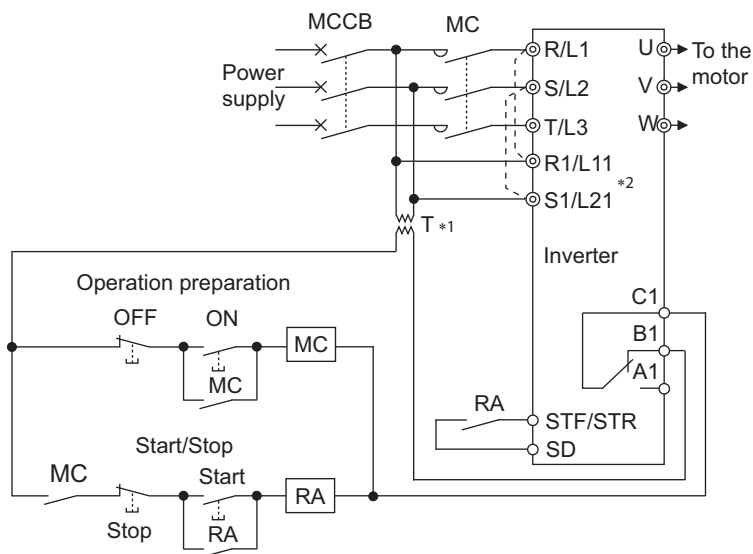 MCCB
MC
R/L1
U
To the
motor
Power
supply
S/L2
V
T/L3
W
R1/L11
*2
S1/L21
T *1
Inverter
Operation preparation
C1
OFF
ON
B1
MC
A1
MC
RA
STF/STR
Start/Stop
SD
MC
Start
RA
Stop
RA